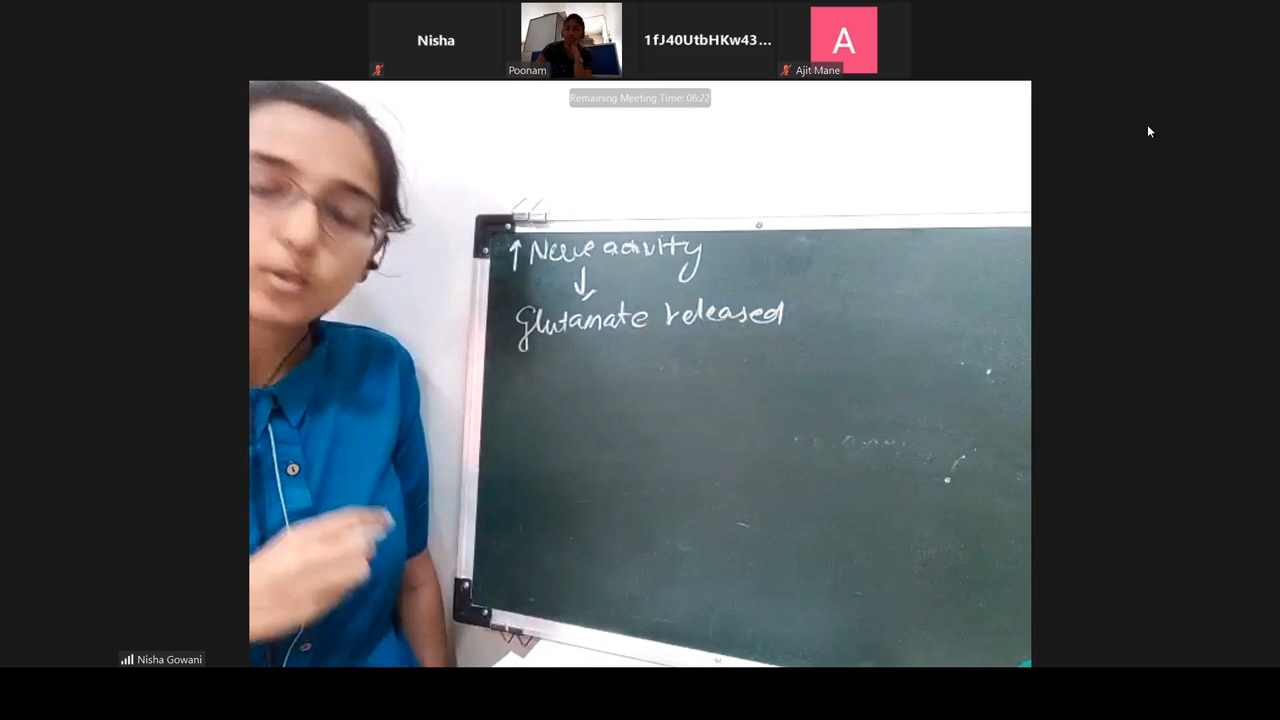 Nisha
Poonam
1fJ40UtbHKw43...
A
Ajit Mane
Remaining Meeting Time: 06:22
↑ Nerve activity
↓
Glutamate released
Nisha Gowani